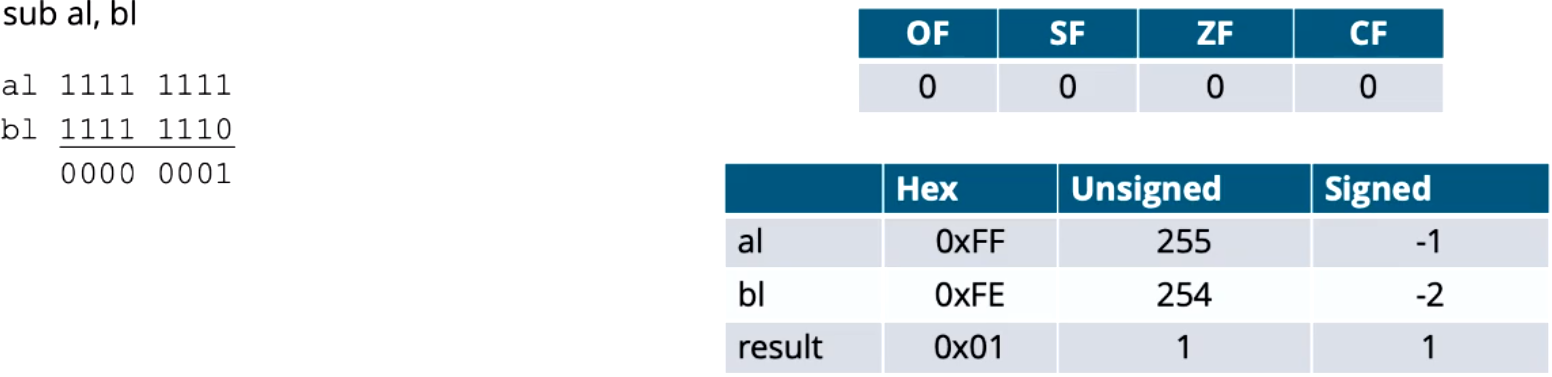 sub al, bl
al 1111 1111
bl 1111 1110
0000 0001
OF SF ZF CF
0 0 0 0
Hex Unsigned Signed
al 0xFF 255 -1
bl 0xFE 254 -2
result 0x01 1 1